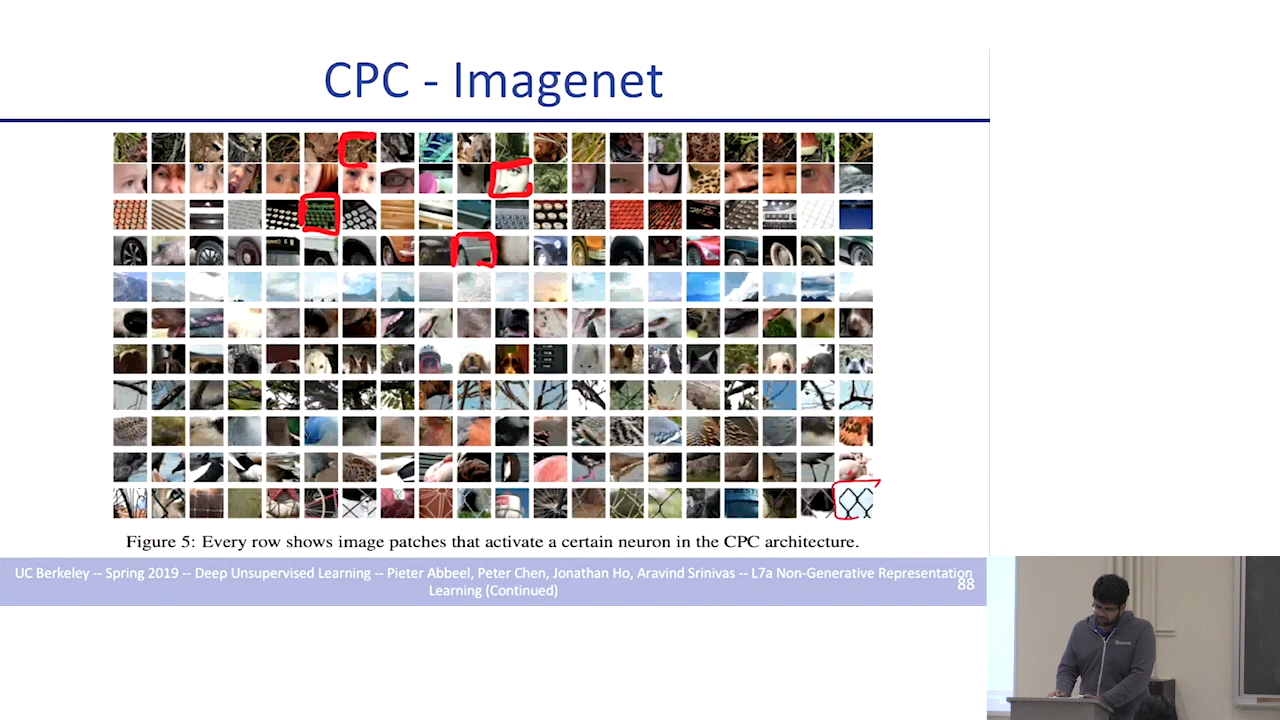 CPC - Imagenet
Figure 5: Every row shows image patches that activate a certain neuron in the CPC architecture.
UC Berkeley -- Spring 2019 -- Deep Unsupervised Learning -- Pieter Abbeel, Peter Chen, Jonathan Ho, Aravind Srinivas -- L7a Non-Generative Representation
Learning (Continued)
88